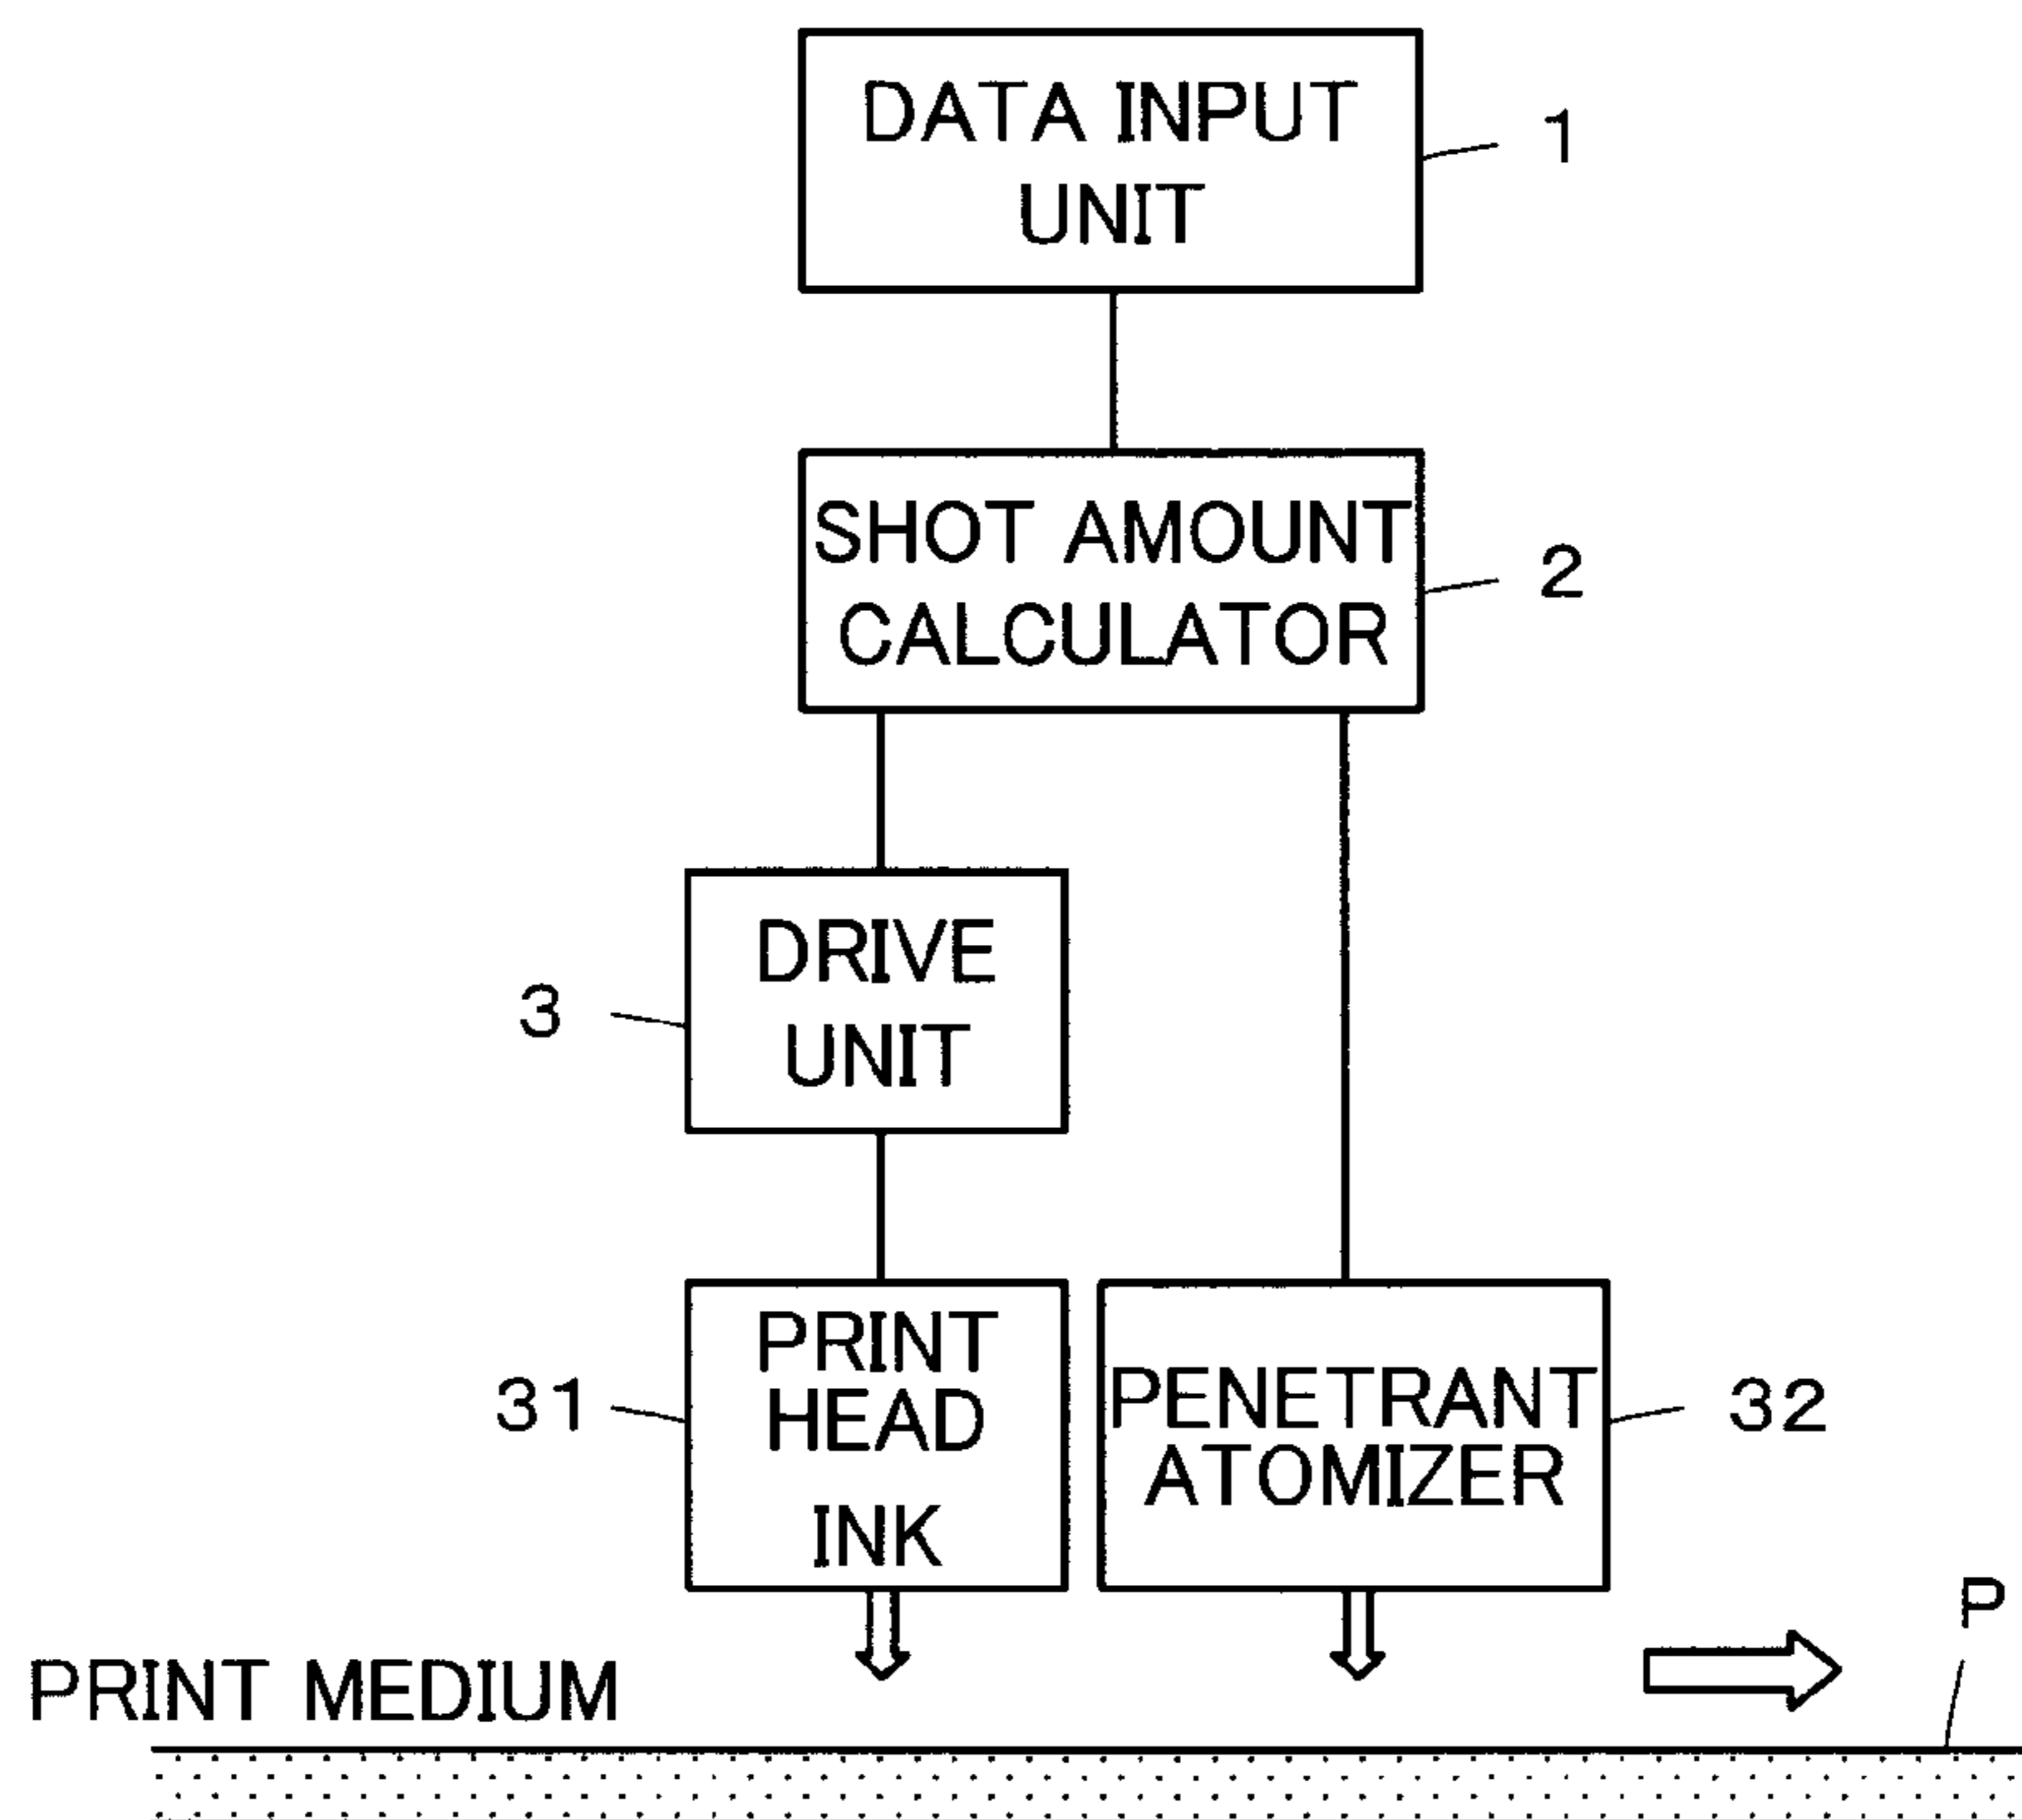 DATA INPUT
UNIT
1
SHOT AMOUNT
CALCULATOR
2
DRIVE
UNIT
3
PRINT
HEAD
INK
31
PENETRANT
ATOMIZER
32
P
PRINT MEDIUM